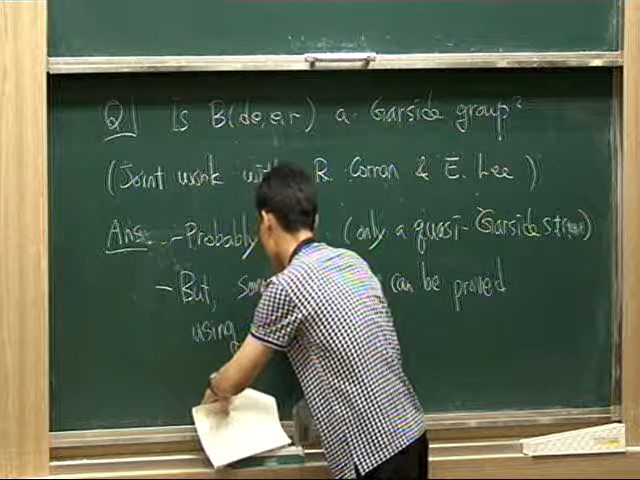 Q1 Is B(de,e,r) a Garside group?
(Joint work with R. Corran & E. Lee)
Ans. - Probably (only a quasi-Garside str)
- But, can be proved
using